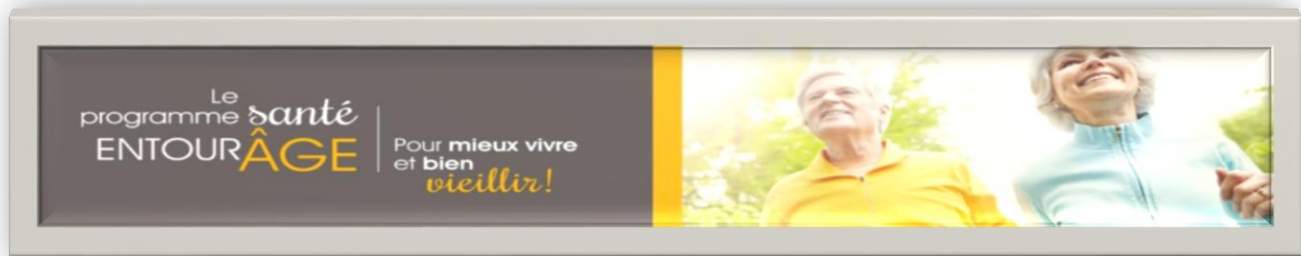 Le
programme santé
ENTOURÂGE
Pour mieux vivre
et bien
vieillir!